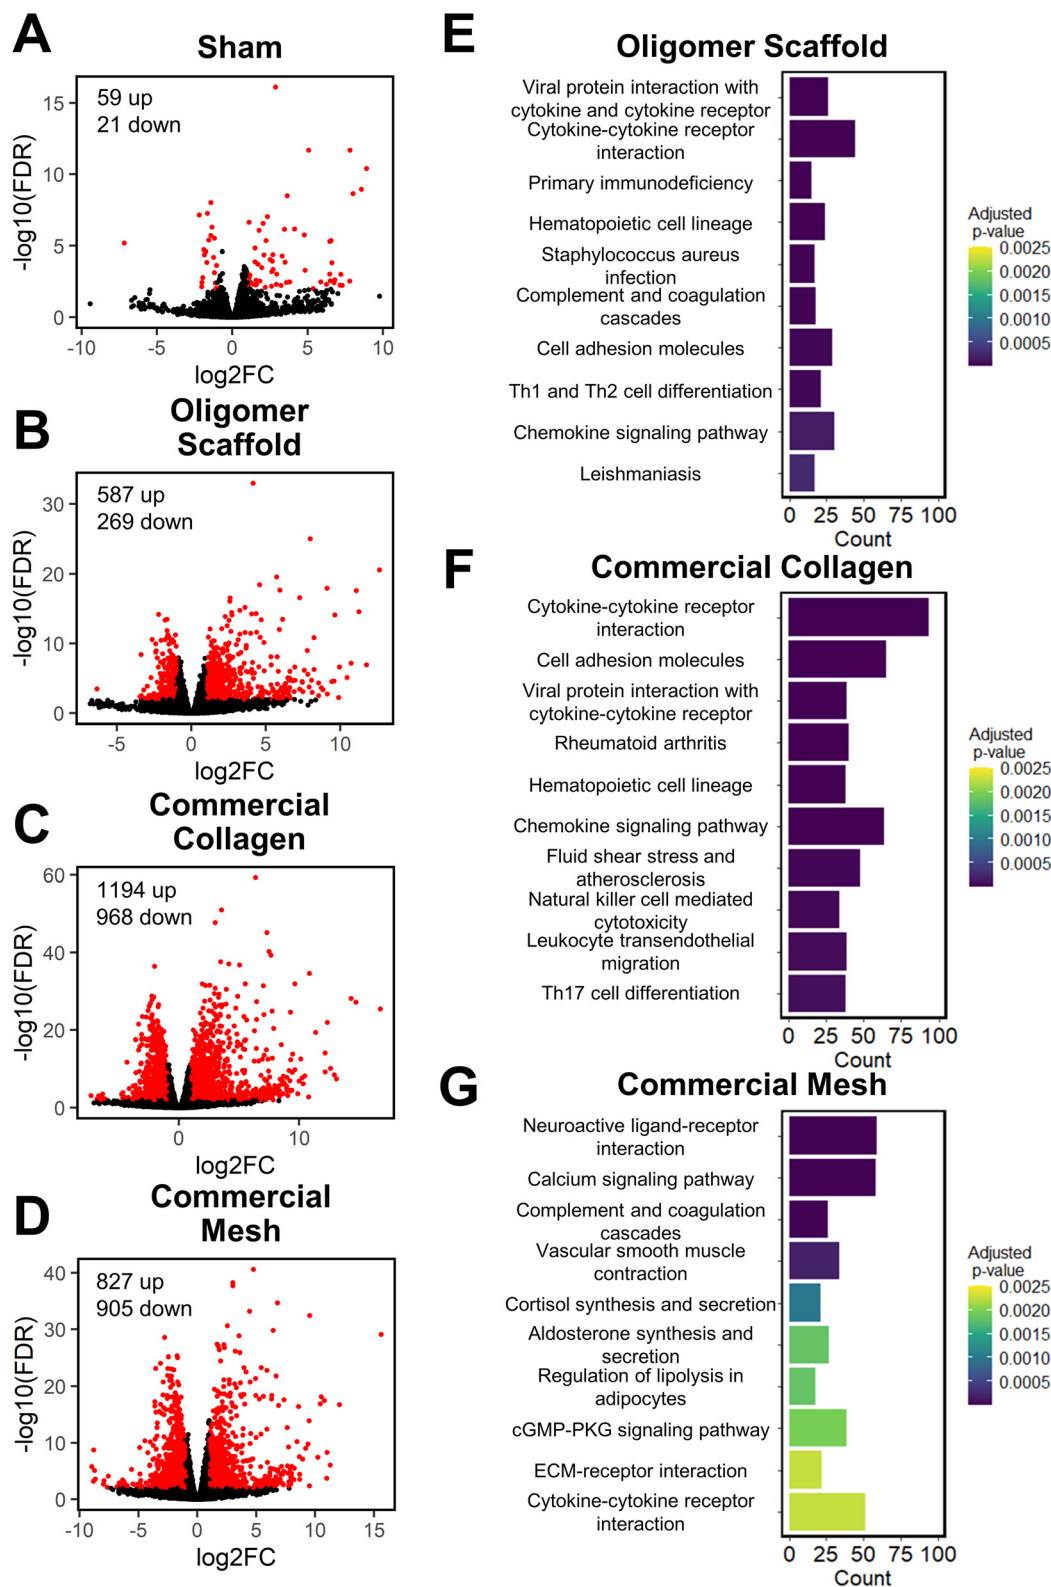 A
Sham
59 up
21 down
15
10
5
0
-log10(FDR)
-10 -5 0 5 10
log2FC
B
Oligomer
Scaffold
587 up
269 down
30
20
10
0
-log10(FDR)
-5 0 5 10
log2FC
C
Commercial
Collagen
1194 up
968 down
60
40
20
0
-log10(FDR)
0 10
log2FC
D
Commercial
Mesh
827 up
905 down
40
30
20
10
0
-log10(FDR)
-10 -5 0 5 10 15
log2FC
E
Oligomer Scaffold
Viral protein interaction with
cytokine and cytokine receptor
Cytokine-cytokine receptor
interaction
Primary immunodeficiency
Hematopoietic cell lineage
Staphylococcus aureus
infection
Complement and coagulation
cascades
Cell adhesion molecules
Th1 and Th2 cell differentiation
Chemokine signaling pathway
Leishmaniasis
0 25 50 75 100
Count
Adjusted
p-value
0.0025
0.0020
0.0015
0.0010
0.0005
F
Commercial Collagen
Cytokine-cytokine receptor
interaction
Cell adhesion molecules
Viral protein interaction with
cytokine-cytokine receptor
Rheumatoid arthritis
Hematopoietic cell lineage
Chemokine signaling pathway
Fluid shear stress and
atherosclerosis
Natural killer cell mediated
cytotoxicity
Leukocyte transendothelial
migration
Th17 cell differentiation
0 25 50 75 100
Count
Adjusted
p-value
0.0025
0.0020
0.0015
0.0010
0.0005
G
Commercial Mesh
Neuroactive ligand-receptor
interaction
Calcium signaling pathway
Complement and coagulation
cascades
Vascular smooth muscle
contraction
Cortisol synthesis and secretion
Aldosterone synthesis and
secretion
Regulation of lipolysis in
adipocytes
cGMP-PKG signaling pathway
ECM-receptor interaction
Cytokine-cytokine receptor
interaction
0 25 50 75 100
Count
Adjusted
p-value
0.0025
0.0020
0.0015
0.0010
0.0005